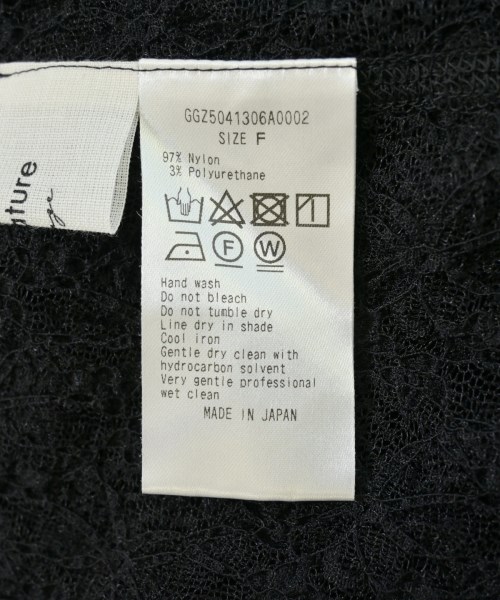 GGZ5041306A0002
SIZE F
97% Nylon
3% Polyurethane
F W
Hand wash
Do not bleach
Do not tumble dry
Line dry in shade
Cool iron
Gentle dry clean with
hydrocarbon solvent
Very gentle professional
wet clean
MADE IN JAPAN
ature